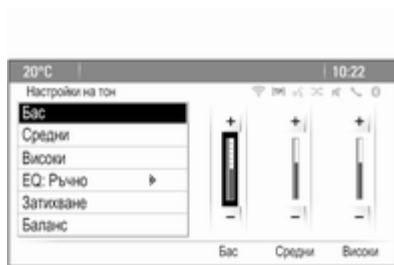 20°C 10:22
Настройки на тон
Бас
Средни
Високи
EQ: Ръчно
Затихване
Баланс
+ + +
– – –
Бас Средни Високи